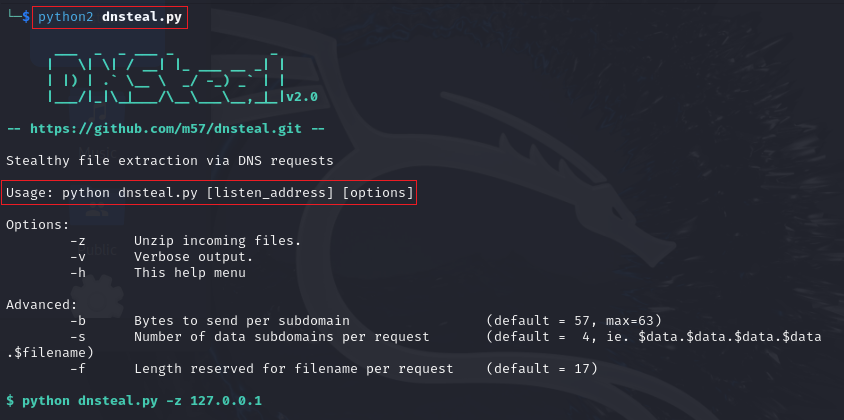 └─$ python2 dnsteal.py
DNSteal v2.0
-- https://github.com/m57/dnsteal.git --
Stealthy file extraction via DNS requests
Usage: python dnsteal.py [listen_address] [options]
Options:
-z Unzip incoming files.
-v Verbose output.
-h This help menu
Advanced:
-b Bytes to send per subdomain (default = 57, max=63)
-s Number of data subdomains per request (default = 4, ie. $data.$data.$data.$data
.$filename)
-f Length reserved for filename per request (default = 17)
$ python dnsteal.py -z 127.0.0.1